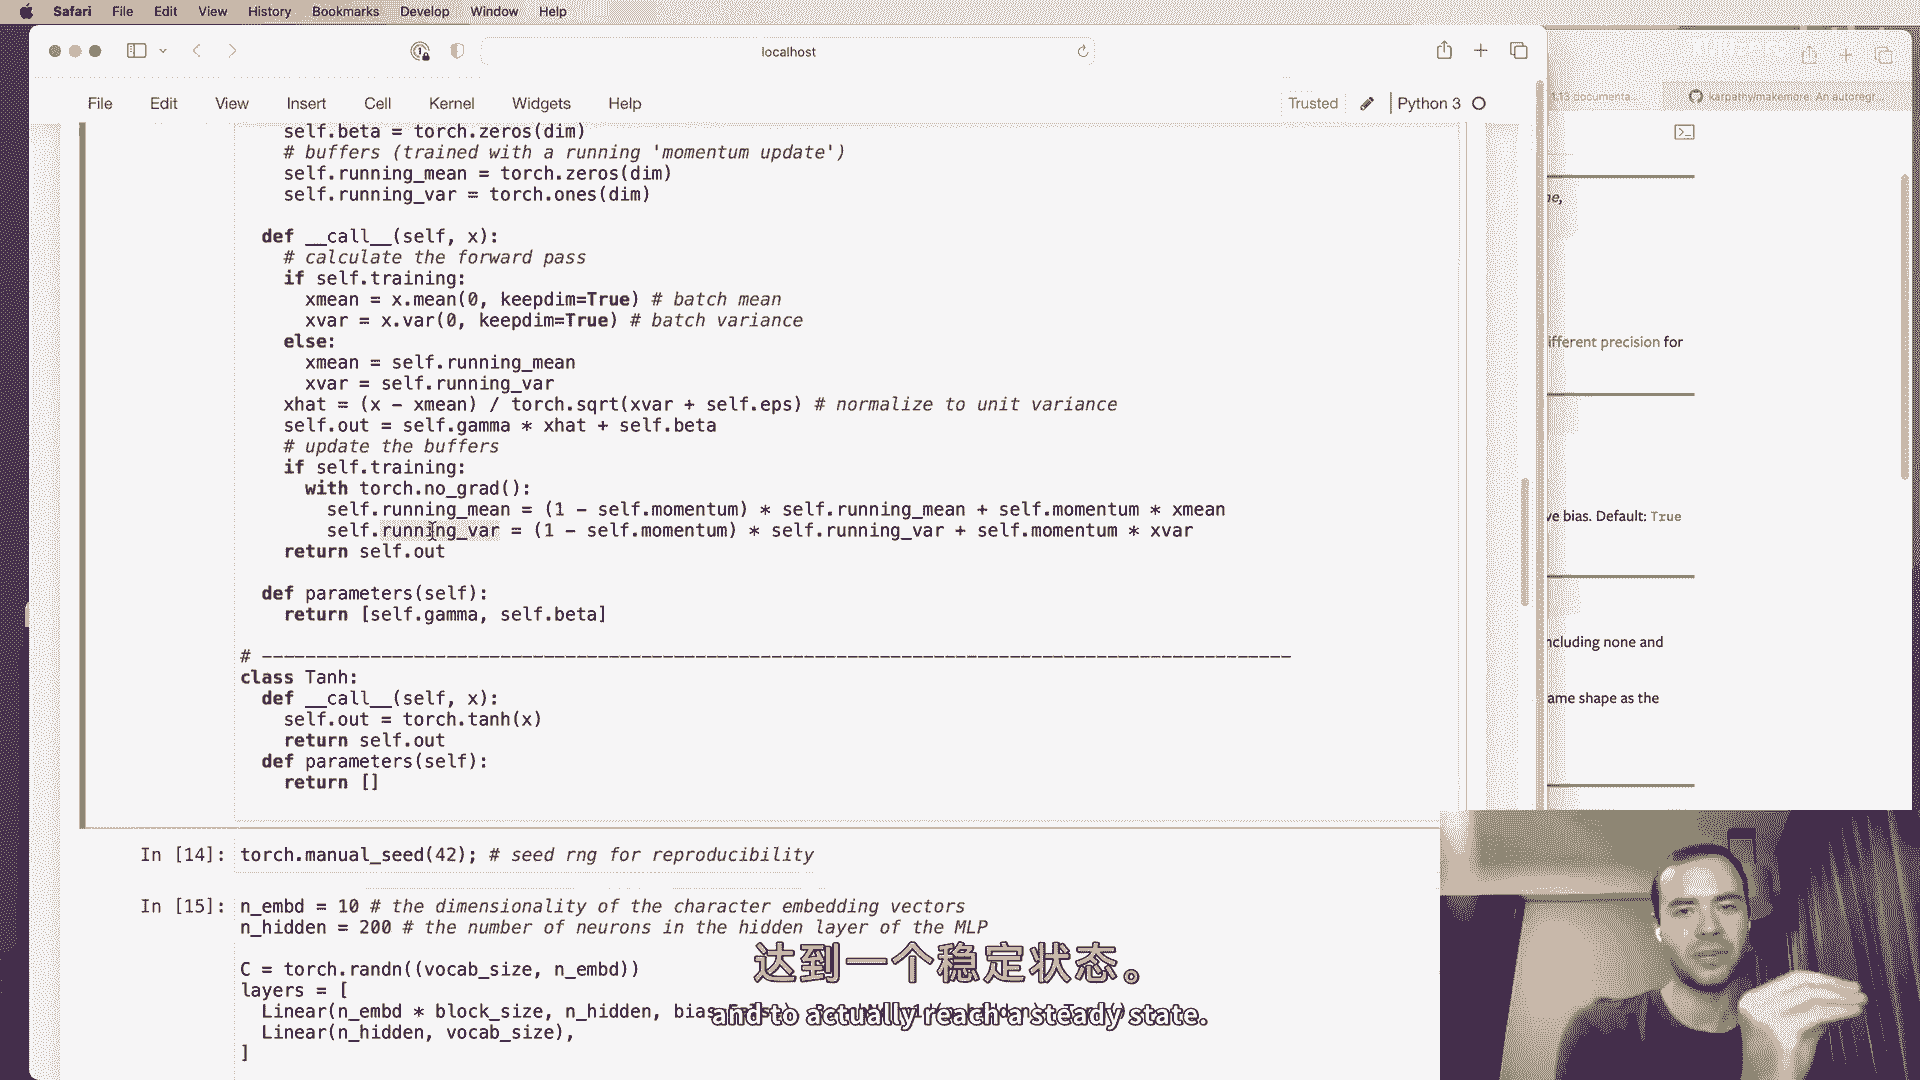 Safari File Edit View History Bookmarks Develop Window Help
localhost
File Edit View Insert Cell Kernel Widgets Help
Trusted Python 3
1.13 documenta... karpathy/makemore: An autoregr...
self.beta = torch.zeros(dim)
# buffers (trained with a running 'momentum update')
self.running_mean = torch.zeros(dim)
self.running_var = torch.ones(dim)
def __call__(self, x):
# calculate the forward pass
if self.training:
xmean = x.mean(0, keepdim=True) # batch mean
xvar = x.var(0, keepdim=True) # batch variance
else:
xmean = self.running_mean
xvar = self.running_var
xhat = (x - xmean) / torch.sqrt(xvar + self.eps) # normalize to unit variance
self.out = self.gamma * xhat + self.beta
# update the buffers
if self.training:
with torch.no_grad():
self.running_mean = (1 - self.momentum) * self.running_mean + self.momentum * xmean
self.running_var = (1 - self.momentum) * self.running_var + self.momentum * xvar
return self.out
def parameters(self):
return [self.gamma, self.beta]
# ----------------------------------------------------------------------------------------------
class Tanh:
def __call__(self, x):
self.out = torch.tanh(x)
return self.out
def parameters(self):
return []
In [14]: torch.manual_seed(42); # seed rng for reproducibility
In [15]: n_embd = 10 # the dimensionality of the character embedding vectors
n_hidden = 200 # the number of neurons in the hidden layer of the MLP
C = torch.randn((vocab_size, n_embd))
layers = [
Linear(n_embd * block_size, n_hidden,
Linear(n_hidden, vocab_size),
]
different precision for
ve bias. Default: True
ncluding none and
ame shape as the
达到一个稳定状态。
and to actually reach a steady state.